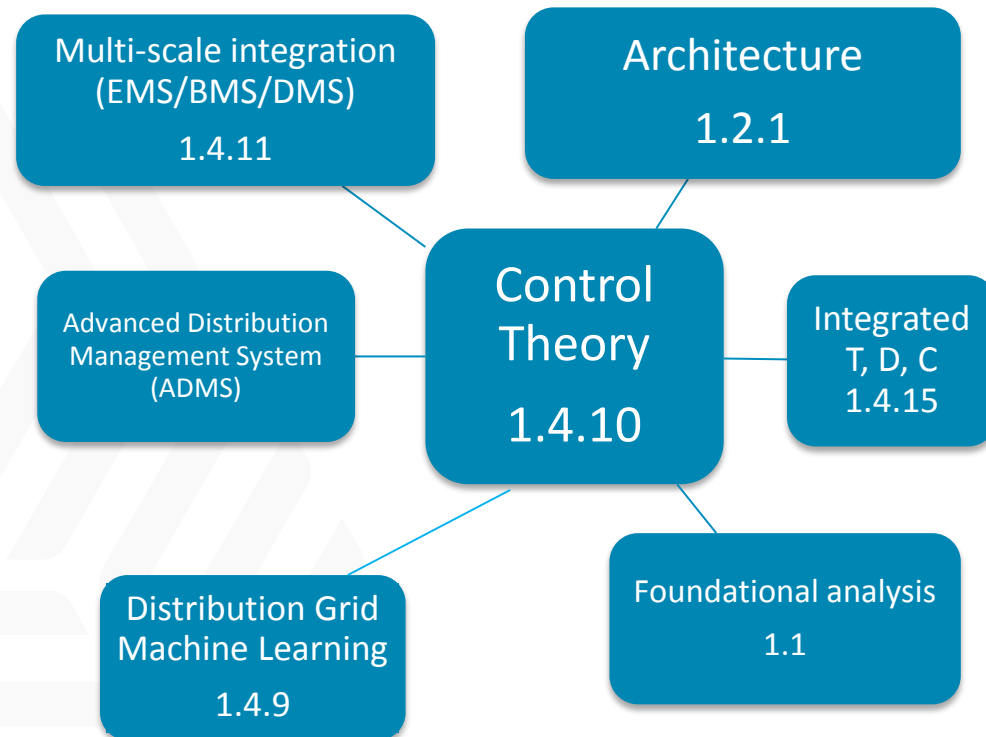 Multi-scale integration
(EMS/BMS/DMS)
1.4.11
Architecture
1.2.1
Control
Theory
1.4.10
Advanced Distribution
Management System
(ADMS)
Integrated
T, D, C
1.4.15
Distribution Grid
Machine Learning
1.4.9
Foundational analysis
1.1